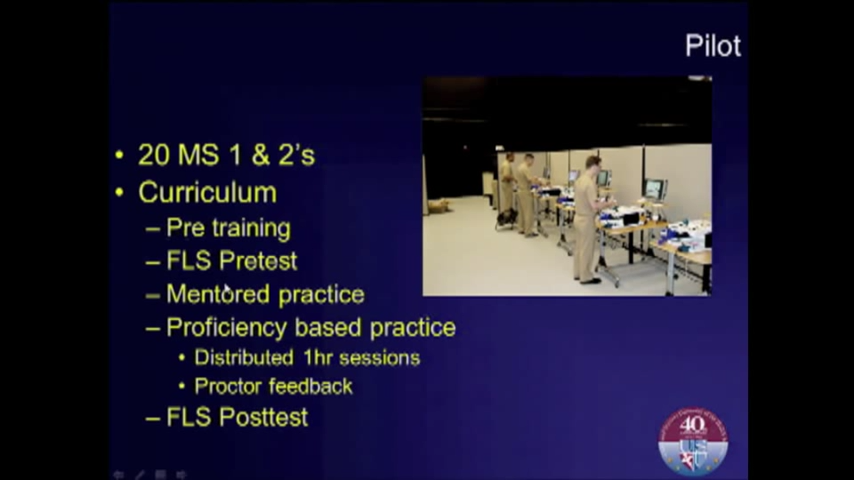 Pilot
• 20 MS 1 & 2's
• Curriculum
– Pre training
– FLS Pretest
– Mentored practice
– Proficiency based practice
• Distributed 1hr sessions
• Proctor feedback
– FLS Posttest
40